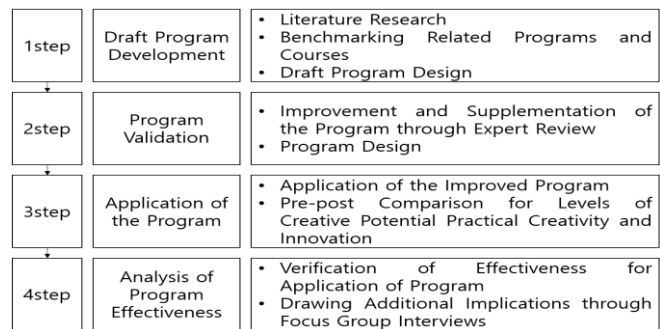 1step
Draft Program
Development
• Literature Research
• Benchmarking Related Programs and
Courses
• Draft Program Design
2step
Program
Validation
• Improvement and Supplementation of
the Program through Expert Review
• Program Design
3step
Application of
the Program
• Application of the Improved Program
• Pre-post Comparison for Levels of
Creative Potential Practical Creativity and
Innovation
4step
Analysis of
Program
Effectiveness
• Verification of Effectiveness for
Application of Program
• Drawing Additional Implications through
Focus Group Interviews